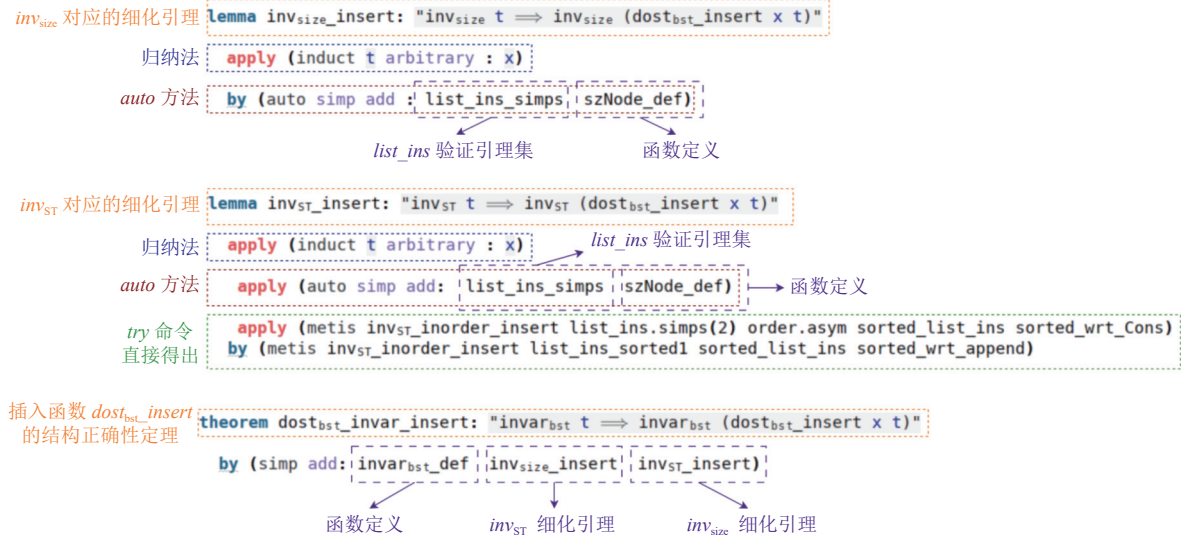 inv_size 对应的细化引理 lemma inv_size_insert: "inv_size t ⟹ inv_size (dost_bst_insert x t)"
归纳法 apply (induct t arbitrary : x)
auto 方法 by (auto simp add : list_ins_simps szNode_def)
list_ins 验证引理集 函数定义
inv_ST 对应的细化引理 lemma inv_ST_insert: "inv_ST t ⟹ inv_ST (dost_bst_insert x t)"
归纳法 apply (induct t arbitrary : x) list_ins 验证引理集
auto 方法 apply (auto simp add: list_ins_simps szNode_def) 函数定义
try 命令 apply (metis inv_ST_inorder_insert list_ins.simps(2) order.asym sorted_list_ins sorted_wrt_Cons)
直接得出 by (metis inv_ST_inorder_insert list_ins_sorted1 sorted_list_ins sorted_wrt_append)
插入函数 dost_bst_insert theorem dost_bst_invar_insert: "invar_bst t ⟹ invar_bst (dost_bst_insert x t)"
的结构正确性定理
by (simp add: invar_bst_def inv_size_insert inv_ST_insert)
函数定义 inv_ST 细化引理 inv_size 细化引理